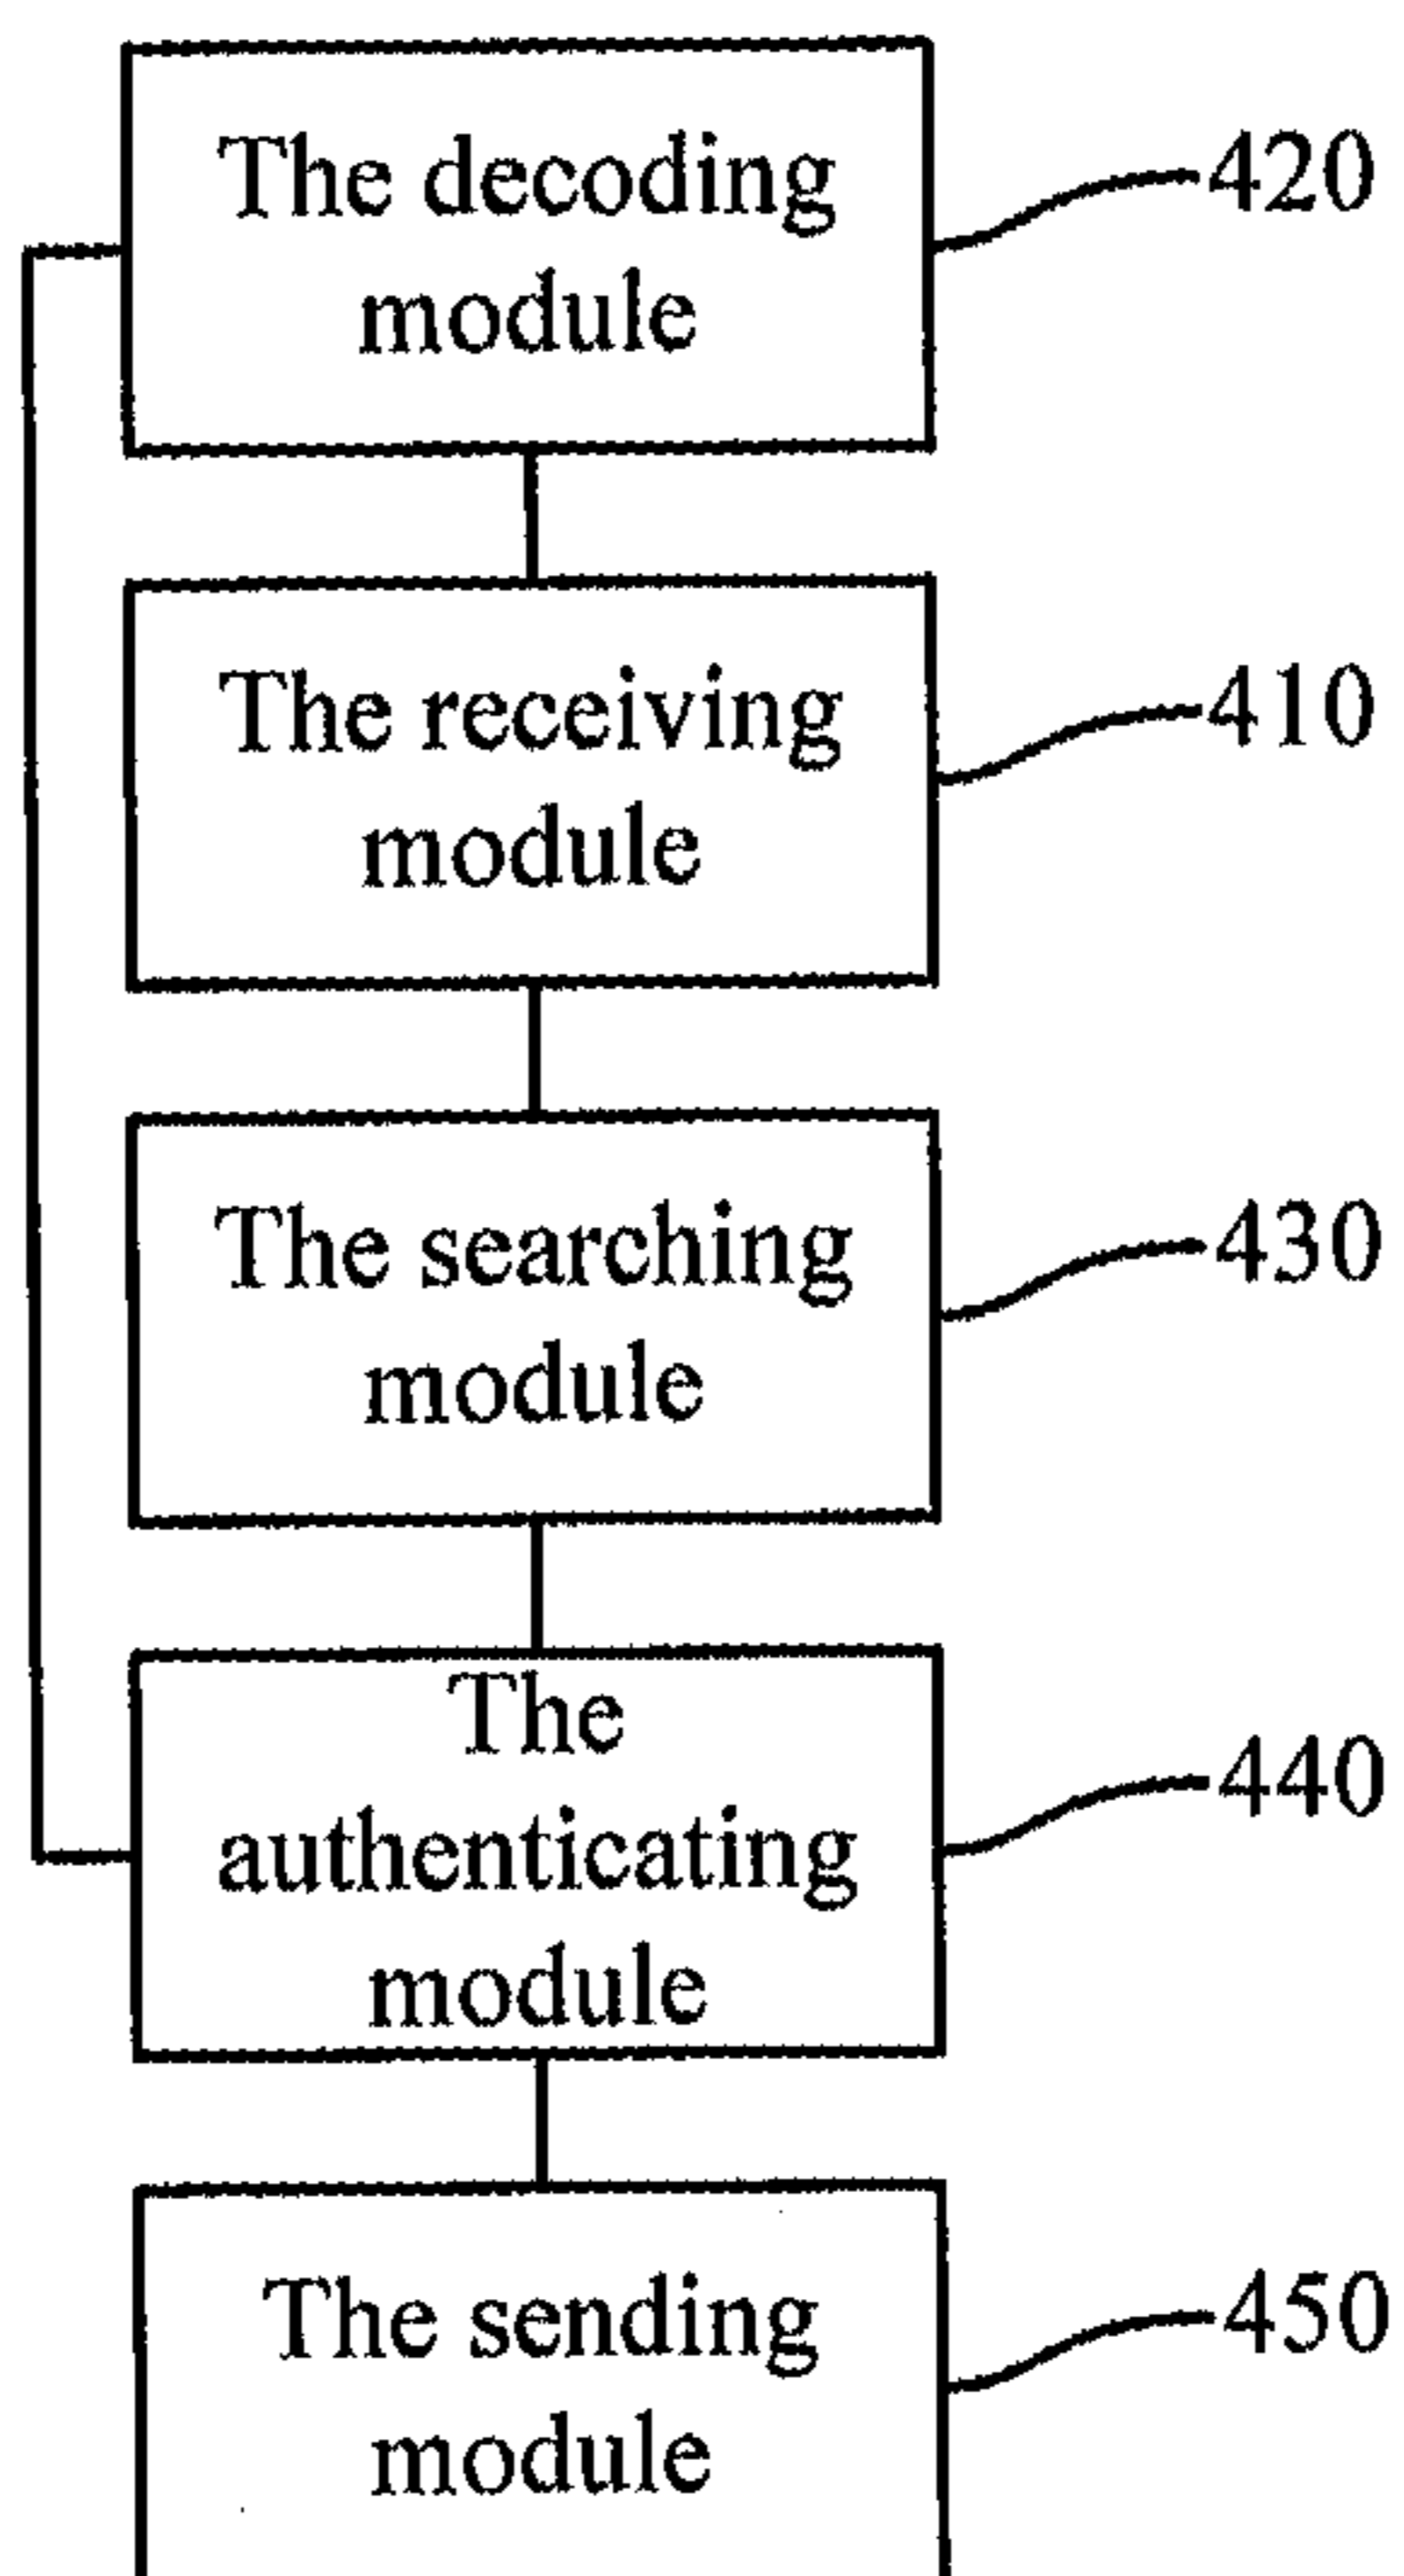 The decoding
module
420
The receiving
module
410
The searching
module
430
The
authenticating
module
440
The sending
module
450